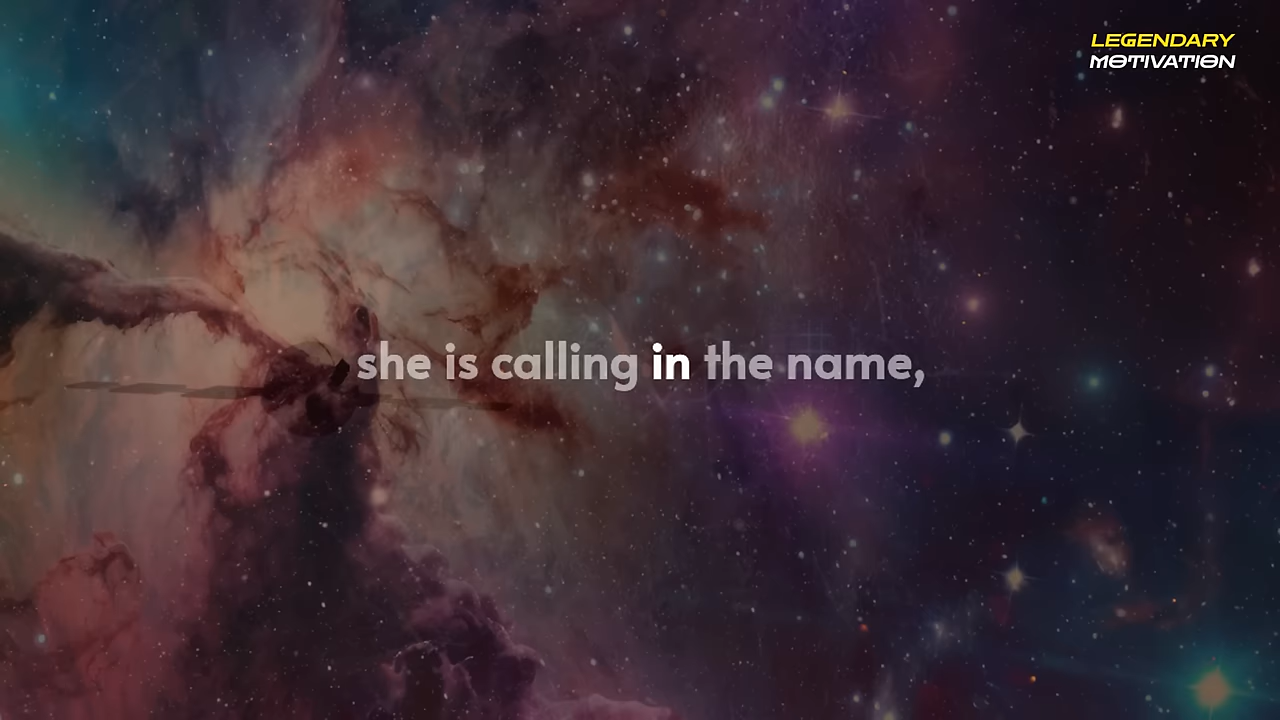 LEGENDARY
MOTIVATION
she is calling in the name,